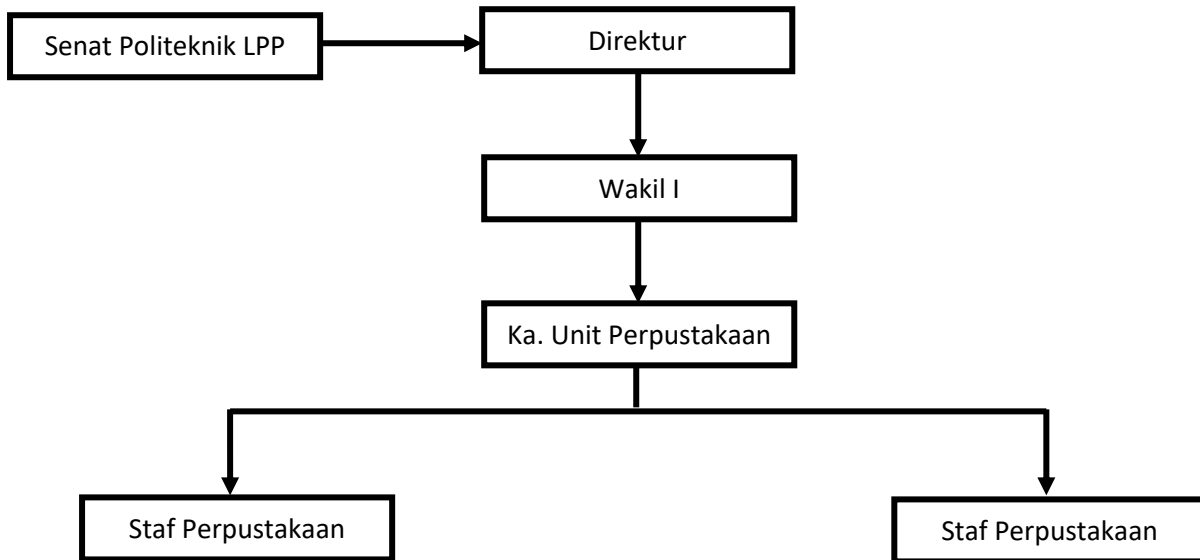 Senat Politeknik LPP
Direktur
Wakil I
Ka. Unit Perpustakaan
Staf Perpustakaan
Staf Perpustakaan